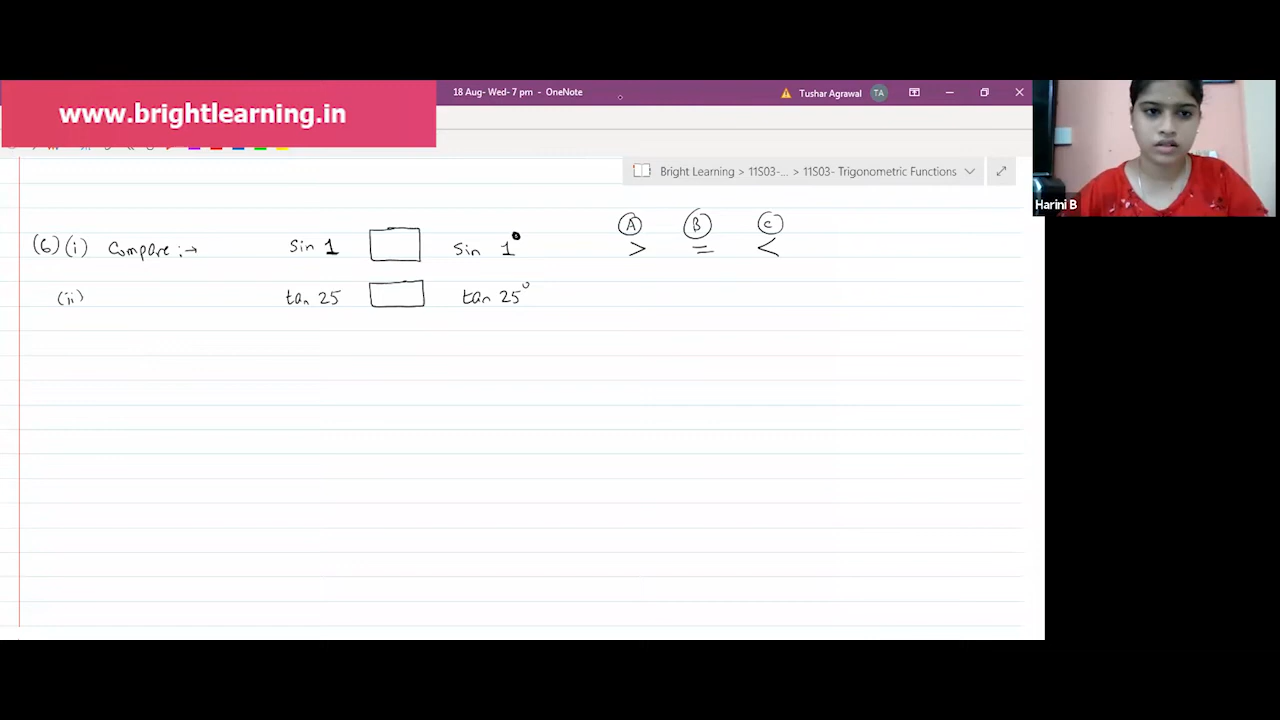 www.brightlearning.in
18 Aug- Wed- 7 pm - OneNote
Tushar Agrawal TA
Bright Learning > 11S03-... > 11S03- Trigonometric Functions
Harini B
(A) (B) (C)
(6) (i) Compare :→ sin 1 sin 1° > = <
(ii) tan 25 tan 25°